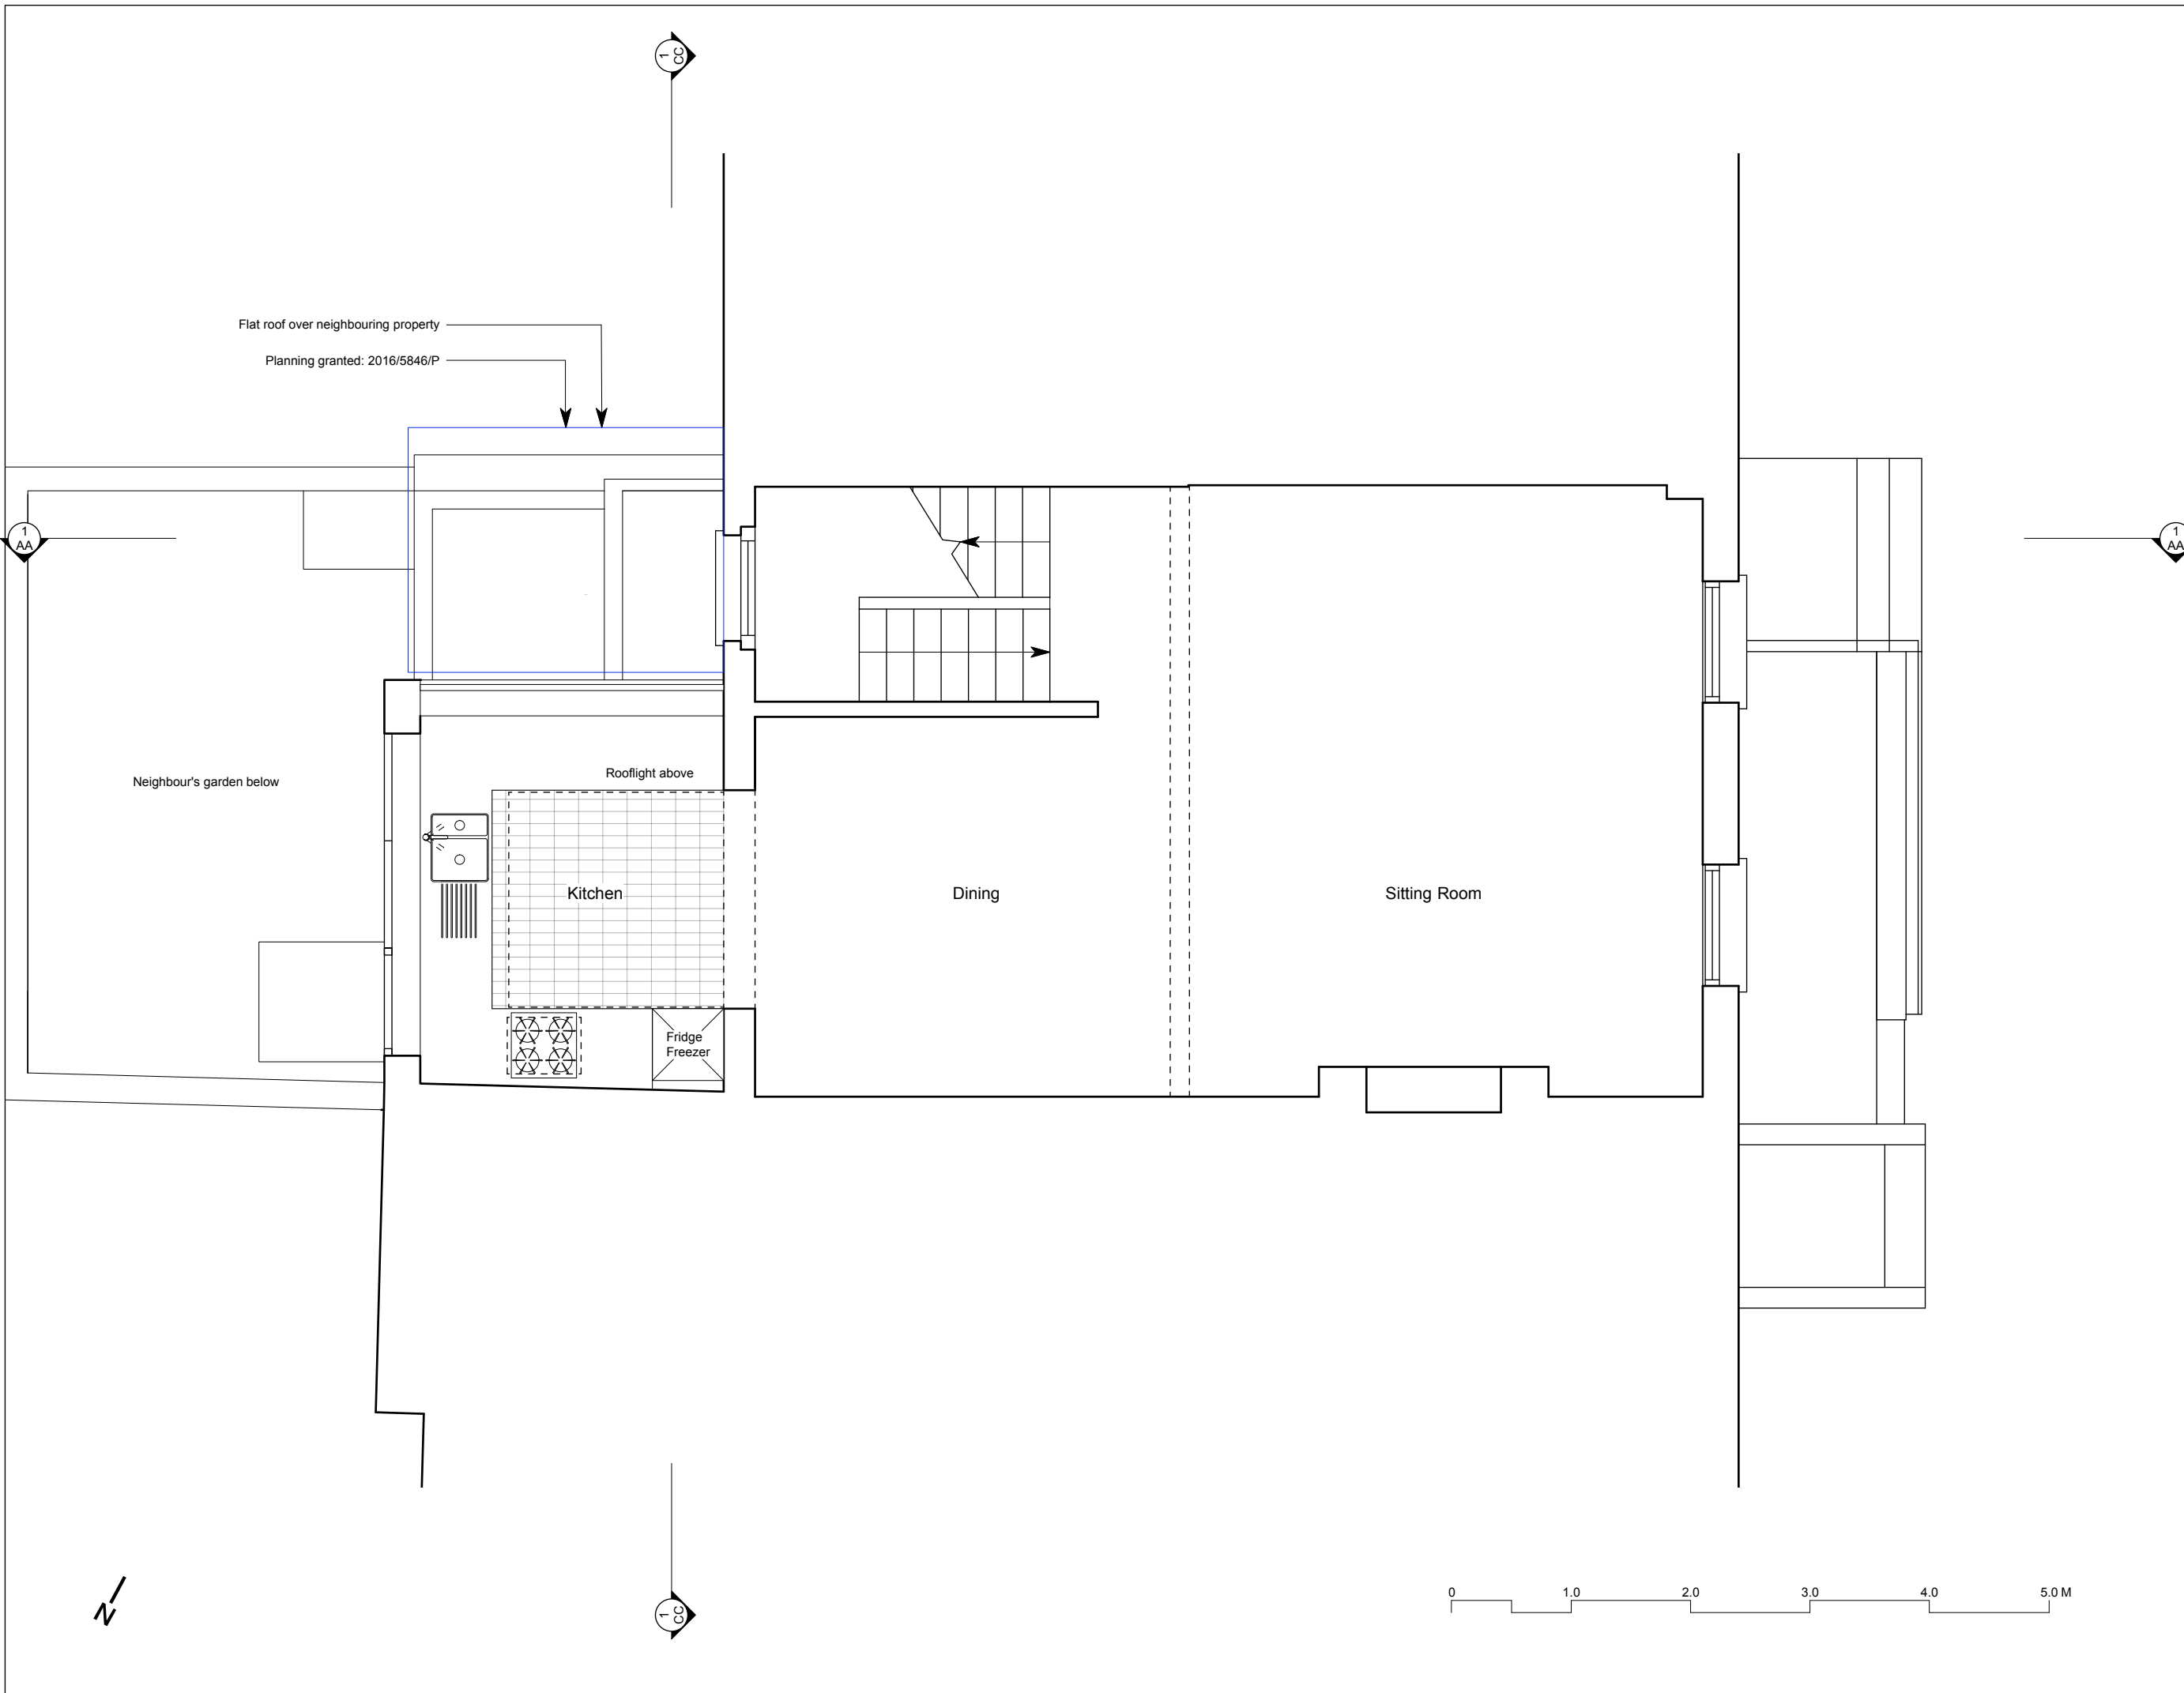 1
CC
Flat roof over neighbouring property
Planning granted: 2016/5846/P
1
AA
1
AA
Neighbour's garden below
Rooflight above
Kitchen
Dining
Sitting Room
Fridge
Freezer
N
0 1.0 2.0 3.0 4.0 5.0 M
1
CC